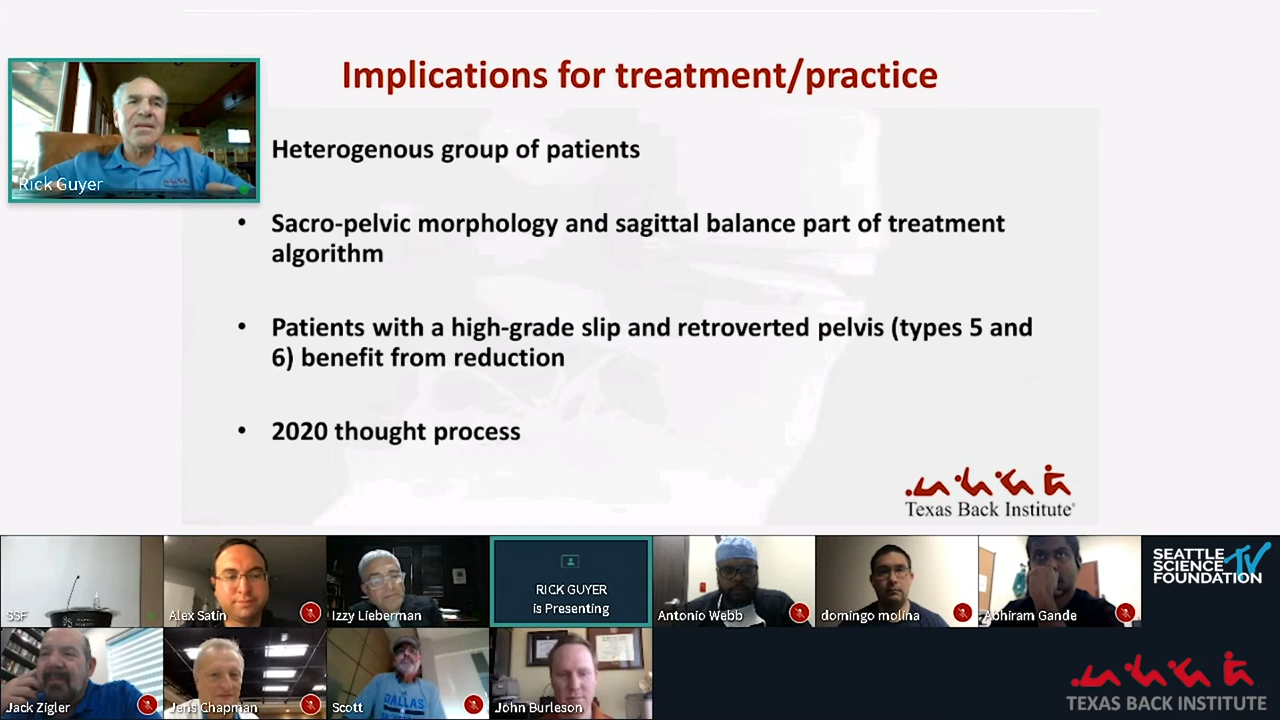 Implications for treatment/practice
Rick Guyer
Heterogenous group of patients
• Sacro-pelvic morphology and sagittal balance part of treatment
algorithm
• Patients with a high-grade slip and retroverted pelvis (types 5 and
6) benefit from reduction
• 2020 thought process
Texas Back Institute
SSF
Alex Satin
Izzy Lieberman
RICK GUYER
is Presenting
Antonio Webb
domingo molina
Abhiram Gande
SEATTLE
SCIENCE
FOUNDATION
TV
Jack Zigler
Jens Chapman
Scott
DALLAS
John Burleson
TEXAS BACK INSTITUTE